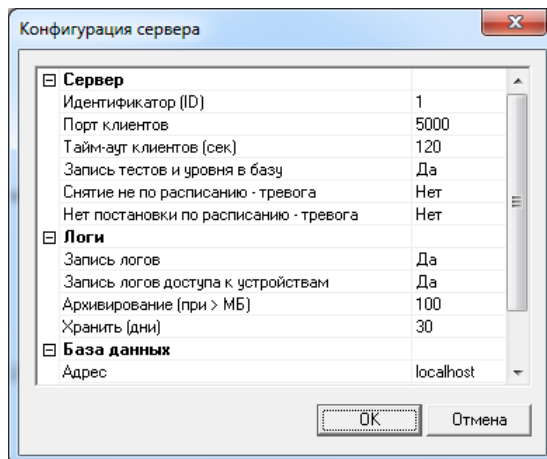 Конфигурация сервера
Сервер
Идентификатор (ID) 1
Порт клиентов 5000
Тайм-аут клиентов (сек) 120
Запись тестов и уровня в базу Да
Снятие не по расписанию - тревога Нет
Нет постановки по расписанию - тревога Нет
Логи
Запись логов Да
Запись логов доступа к устройствам Да
Архивирование (при > МБ) 100
Хранить (дни) 30
База данных
Адрес localhost
OK Отмена